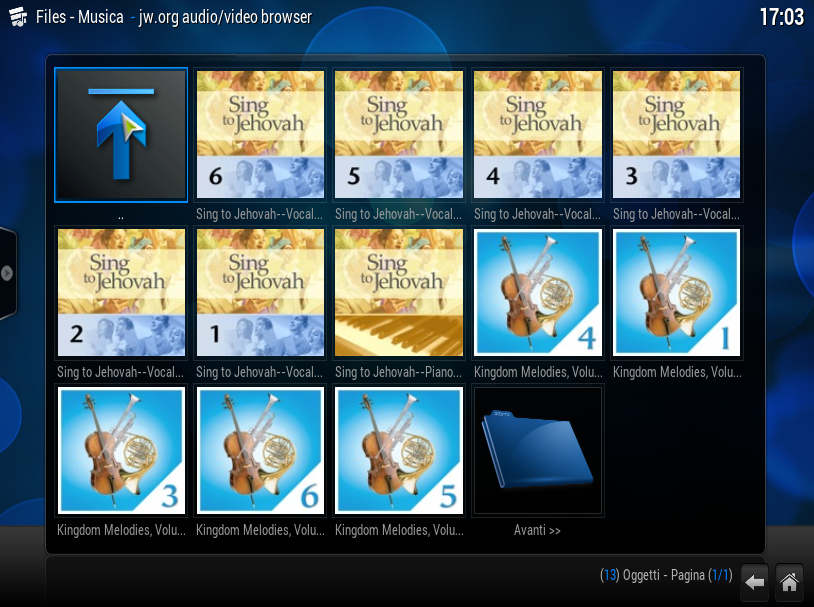 Files - Musica - jw.org audio/video browser
17:03
Sing
to Jehovah
6
Sing
to Jehovah
5
Sing
to Jehovah
4
Sing
to Jehovah
3
..
Sing to Jehovah--Vocal...
Sing to Jehovah--Vocal...
Sing to Jehovah--Vocal...
Sing to Jehovah--Vocal...
Sing
to Jehovah
2
Sing
to Jehovah
1
Sing
to Jehovah
4
1
Sing to Jehovah--Vocal...
Sing to Jehovah--Vocal...
Sing to Jehovah--Piano...
Kingdom Melodies, Volu...
Kingdom Melodies, Volu...
3
6
5
Kingdom Melodies, Volu...
Kingdom Melodies, Volu...
Kingdom Melodies, Volu...
Avanti >>
(13) Oggetti - Pagina (1/1)